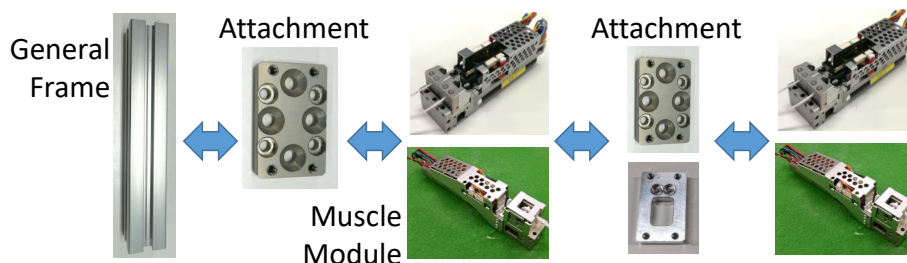 General
Frame
Attachment
Muscle
Module
Attachment